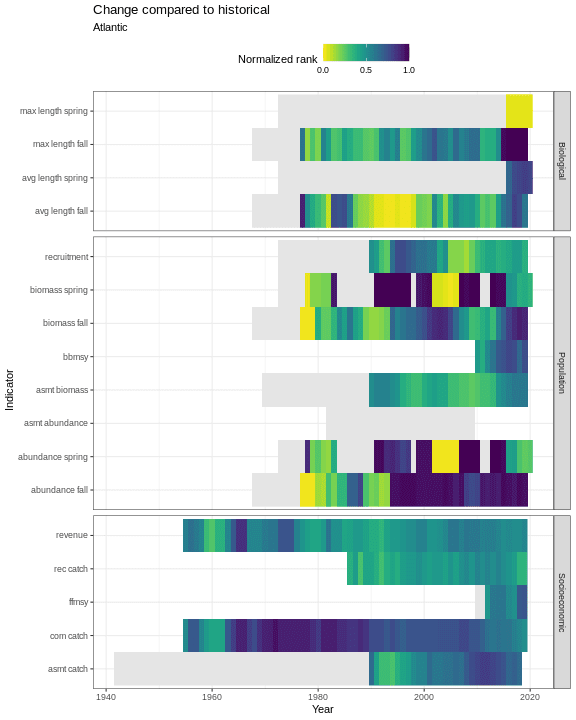 Change compared to historical
Atlantic
Normalized rank
0.0 0.5 1.0
max length spring
max length fall
avg length spring
avg length fall
Biological
recruitment
biomass spring
biomass fall
bbmsy
asmt biomass
asmt abundance
abundance spring
abundance fall
Population
revenue
rec catch
ffmsy
com catch
asmt catch
Socioeconomic
Indicator
1940 1960 1980 2000 2020
Year